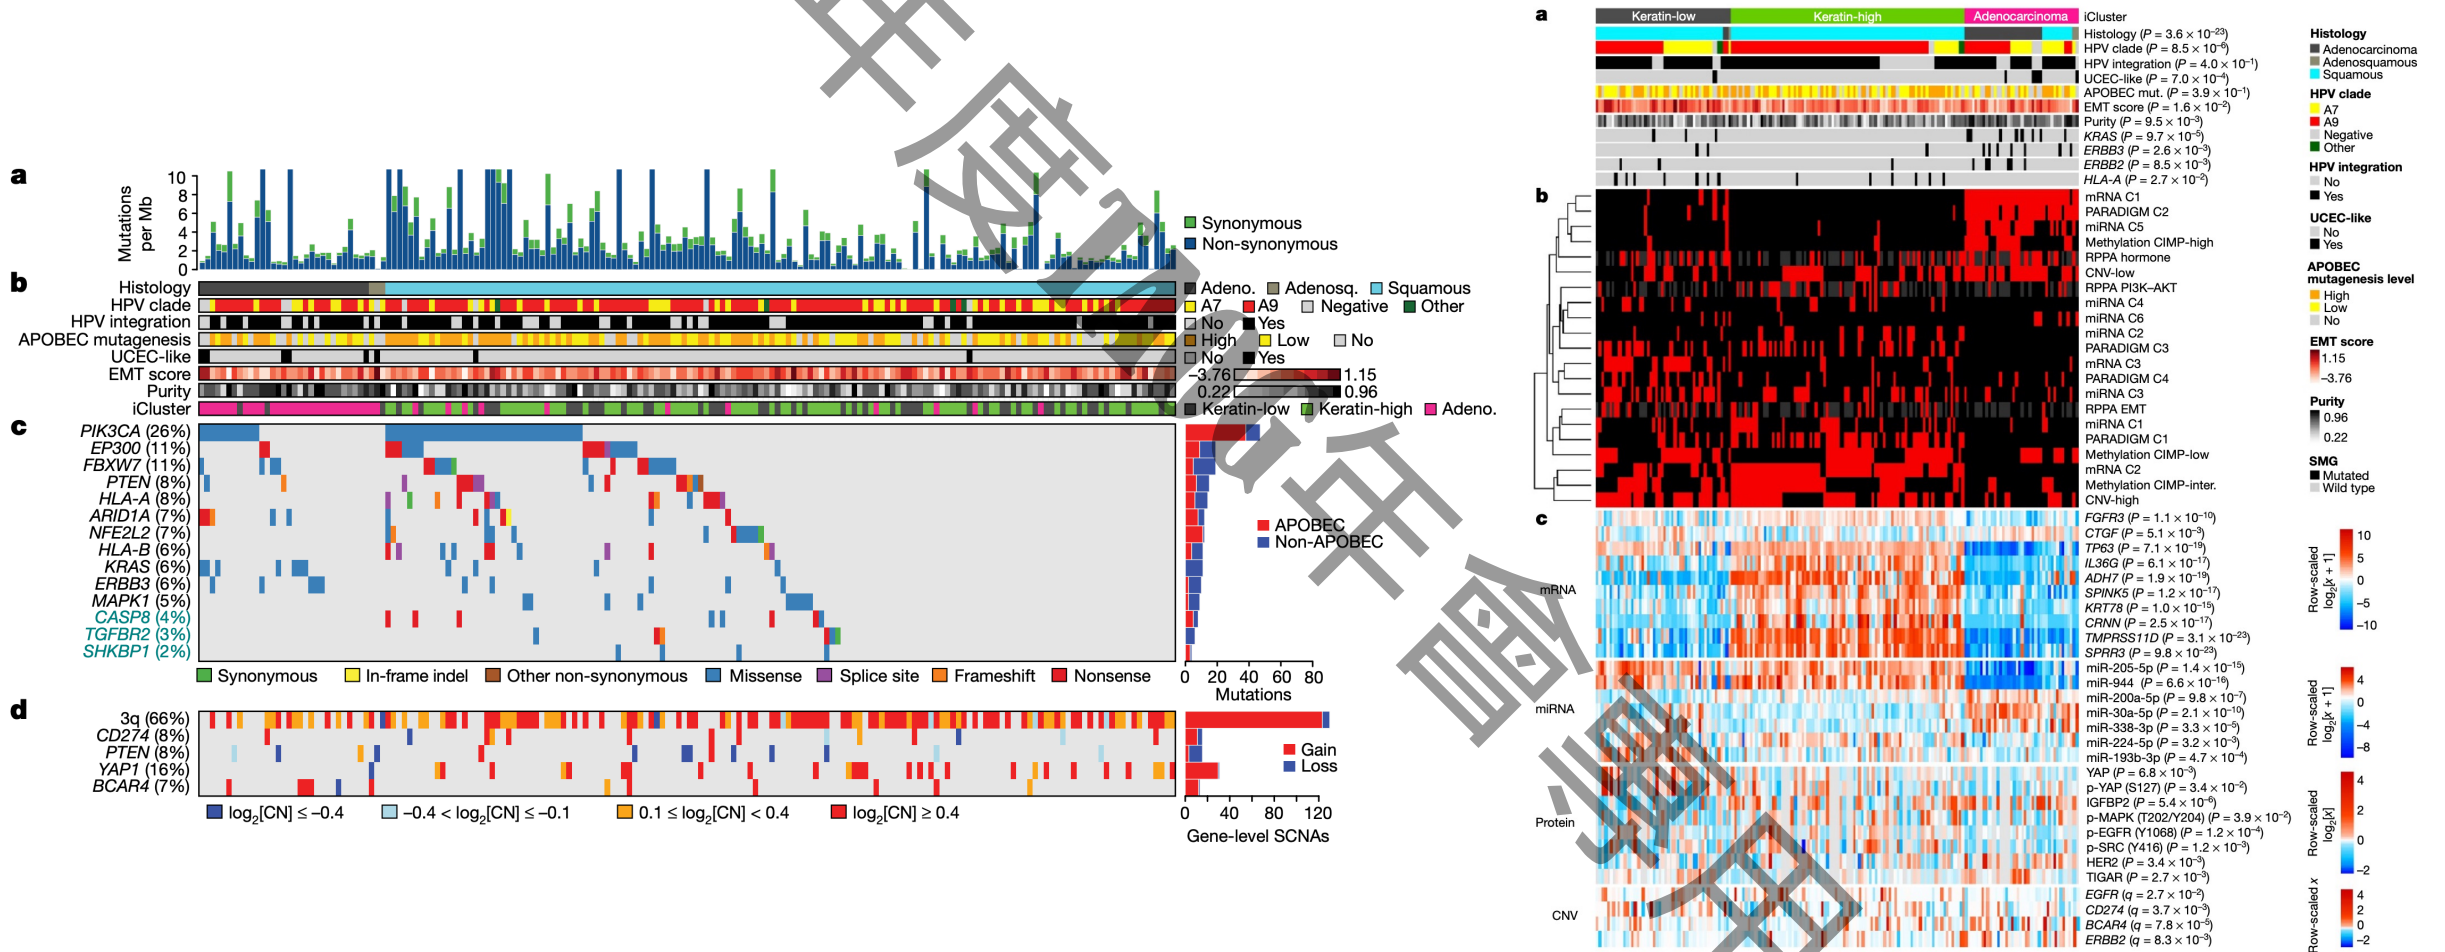 a
Mutations
per Mb
10
8
6
4
2
0
Synonymous
Non-synonymous
b
Histology
Adeno. Adenosq. Squamous
HPV clade
A7 A9 Negative Other
HPV integration
No Yes
APOBEC mutagenesis
High Low No
UCEC-like
No Yes
EMT score
–3.76 1.15
Purity
0.22 0.96
iCluster
Keratin-low Keratin-high Adeno.
c
PIK3CA (26%)
EP300 (11%)
FBXW7 (11%)
PTEN (8%)
HLA-A (8%)
ARID1A (7%)
NFE2L2 (7%)
HLA-B (6%)
KRAS (6%)
ERBB3 (6%)
MAPK1 (5%)
CASP8 (4%)
TGFBR2 (3%)
SHKBP1 (2%)
APOBEC
Non-APOBEC
0 20 40 60 80
Mutations
Synonymous In-frame indel Other non-synonymous Missense Splice site Frameshift Nonsense
d
3q (66%)
CD274 (8%)
PTEN (8%)
YAP1 (16%)
BCAR4 (7%)
Gain
Loss
0 40 80 120
Gene-level SCNAs
log2[CN] ≤ –0.4 –0.4 < log2[CN] ≤ –0.1 0.1 ≤ log2[CN] < 0.4 log2[CN] ≥ 0.4
a
Keratin-low Keratin-high Adenocarcinoma iCluster
Histology (P = 3.6 × 10–23)
HPV clade (P = 8.5 × 10–6)
HPV integration (P = 4.0 × 10–1)
UCEC-like (P = 7.0 × 10–4)
APOBEC mut. (P = 3.9 × 10–1)
EMT score (P = 1.6 × 10–2)
Purity (P = 9.5 × 10–3)
KRAS (P = 9.7 × 10–5)
ERBB3 (P = 2.6 × 10–3)
ERBB2 (P = 8.5 × 10–3)
HLA-A (P = 2.7 × 10–2)
b
mRNA C1
PARADIGM C2
miRNA C5
Methylation CIMP-high
RPPA hormone
CNV-low
RPPA PI3K–AKT
miRNA C4
miRNA C6
miRNA C2
PARADIGM C3
mRNA C3
PARADIGM C4
miRNA C3
RPPA EMT
miRNA C1
PARADIGM C1
Methylation CIMP-low
mRNA C2
Methylation CIMP-inter.
CNV-high
c
mRNA
FGFR3 (P = 1.1 × 10–10)
CTGF (P = 5.1 × 10–3)
TP63 (P = 7.1 × 10–19)
IL36G (P = 6.1 × 10–17)
ADH7 (P = 1.9 × 10–19)
SPINK5 (P = 1.2 × 10–17)
KRT78 (P = 1.0 × 10–15)
CRNN (P = 2.5 × 10–17)
TMPRSS11D (P = 3.1 × 10–23)
SPRR3 (P = 9.8 × 10–23)
miRNA
miR-205-5p (P = 1.4 × 10–15)
miR-944 (P = 6.6 × 10–16)
miR-200a-5p (P = 9.8 × 10–7)
miR-30a-5p (P = 2.1 × 10–10)
miR-338-3p (P = 3.3 × 10–5)
miR-224-5p (P = 3.2 × 10–3)
miR-193b-3p (P = 4.7 × 10–4)
Protein
YAP (P = 6.8 × 10–3)
p-YAP (S127) (P = 3.4 × 10–2)
IGFBP2 (P = 5.4 × 10–6)
p-MAPK (T202/Y204) (P = 3.9 × 10–2)
p-EGFR (Y1068) (P = 1.2 × 10–4)
p-SRC (Y416) (P = 1.2 × 10–3)
HER2 (P = 3.4 × 10–3)
TIGAR (P = 2.7 × 10–3)
CNV
EGFR (q = 2.7 × 10–2)
CD274 (q = 3.7 × 10–3)
BCAR4 (q = 7.8 × 10–5)
ERBB2 (q = 8.3 × 10–3)
Histology
Adenocarcinoma
Adenosquamous
Squamous
HPV clade
A7
A9
Negative
Other
HPV integration
No
Yes
UCEC-like
No
Yes
APOBEC
mutagenesis level
High
Low
No
EMT score
1.15
–3.76
Purity
0.96
0.22
SMG
Mutated
Wild type
Row-scaled
log2[x + 1]
10
5
0
–5
–10
Row-scaled
log2[x + 1]
4
0
–4
–8
Row-scaled
log2[x]
4
2
0
–2
Row-scaled x
4
2
0
–2
年度IMG年會專用